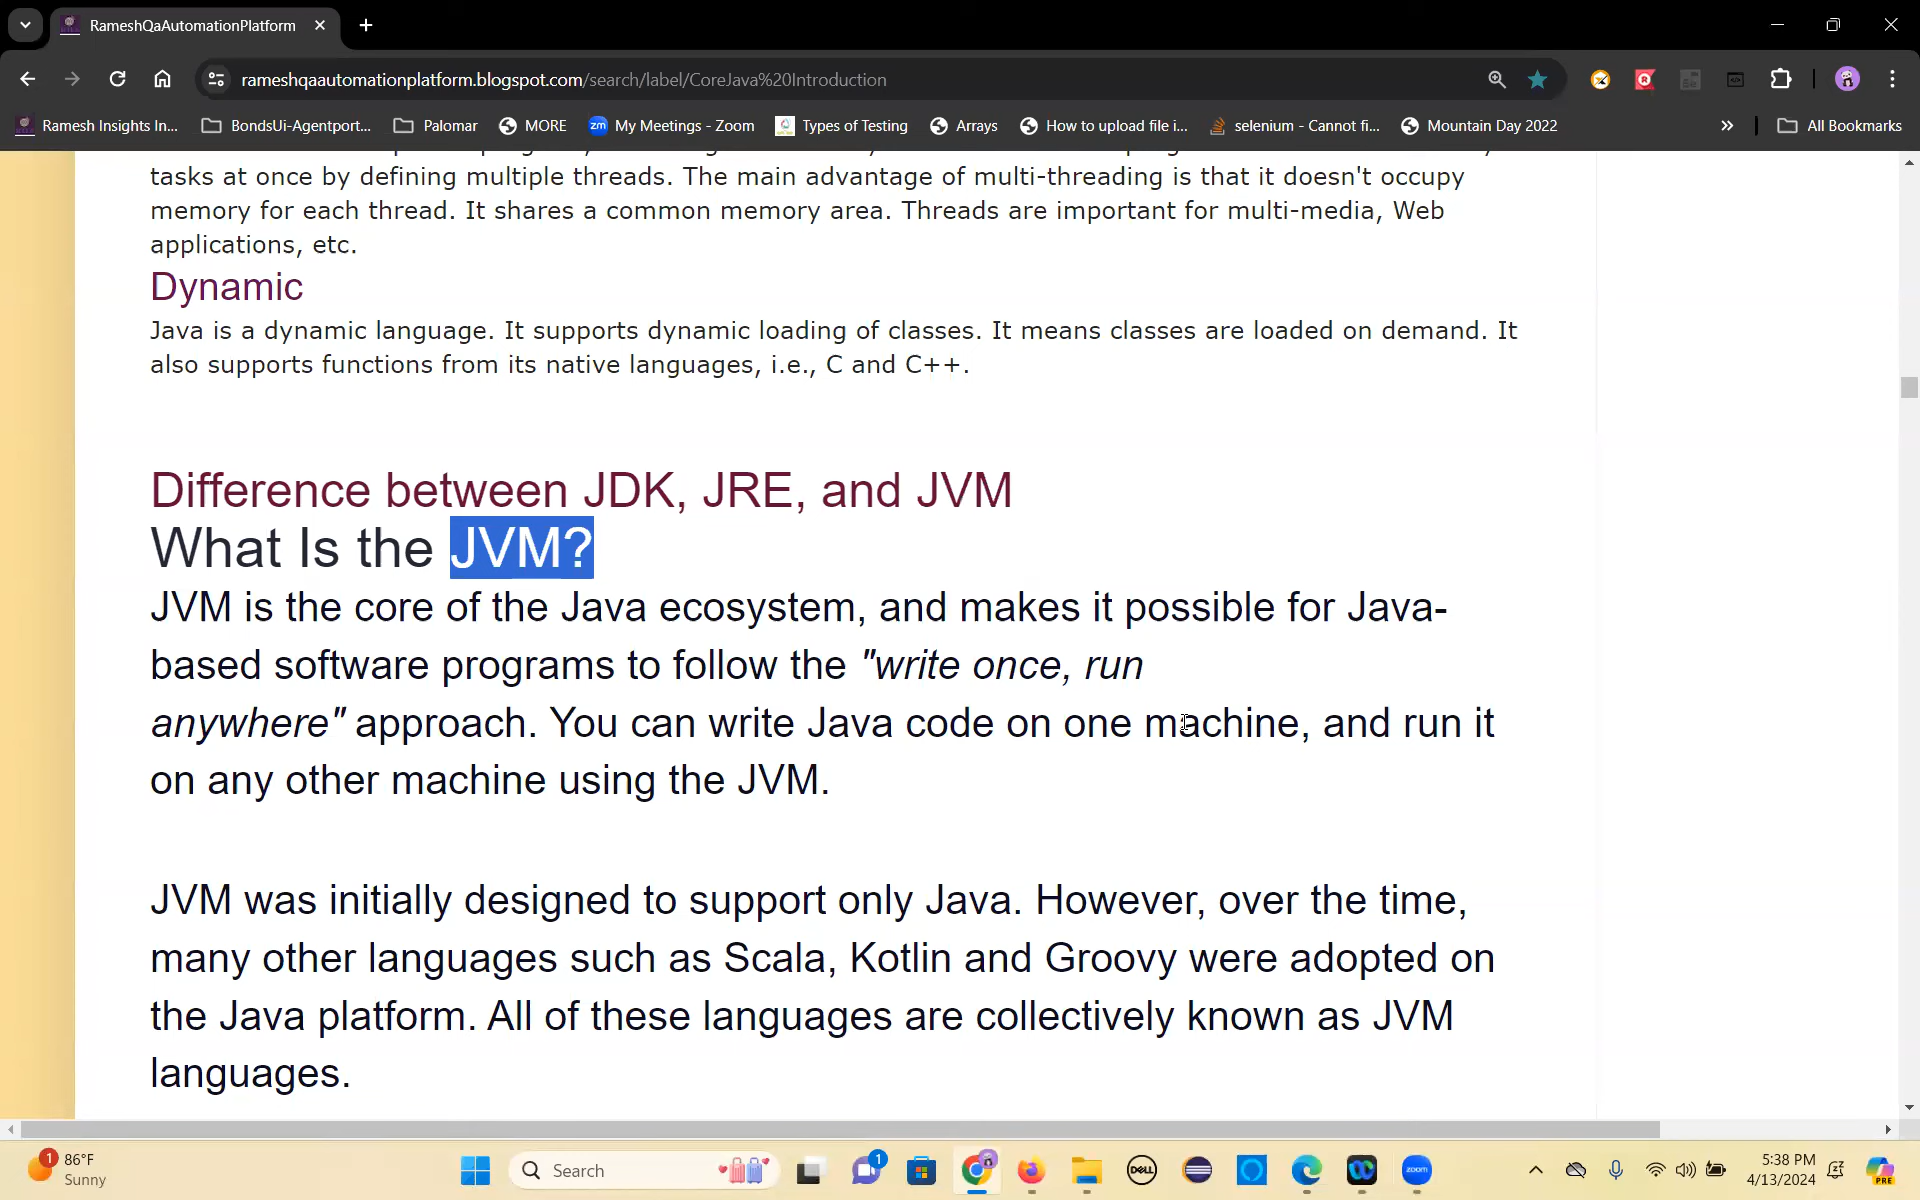 RameshQaAutomationPlatform
rameshqaautomationplatform.blogspot.com/search/label/CoreJava%20Introduction
Ramesh Insights In...
BondsUi-Agentport...
Palomar
MORE
zm My Meetings - Zoom
Types of Testing
Arrays
How to upload file i...
selenium - Cannot fi...
Mountain Day 2022
All Bookmarks
tasks at once by defining multiple threads. The main advantage of multi-threading is that it doesn't occupy
memory for each thread. It shares a common memory area. Threads are important for multi-media, Web
applications, etc.
Dynamic
Java is a dynamic language. It supports dynamic loading of classes. It means classes are loaded on demand. It
also supports functions from its native languages, i.e., C and C++.
Difference between JDK, JRE, and JVM
What Is the JVM?
JVM is the core of the Java ecosystem, and makes it possible for Java-
based software programs to follow the "write once, run
anywhere" approach. You can write Java code on one machine, and run it
on any other machine using the JVM.
JVM was initially designed to support only Java. However, over the time,
many other languages such as Scala, Kotlin and Groovy were adopted on
the Java platform. All of these languages are collectively known as JVM
languages.
1
86°F
Sunny
Search
1
DELL
zoom
5:38 PM
4/13/2024
PRE